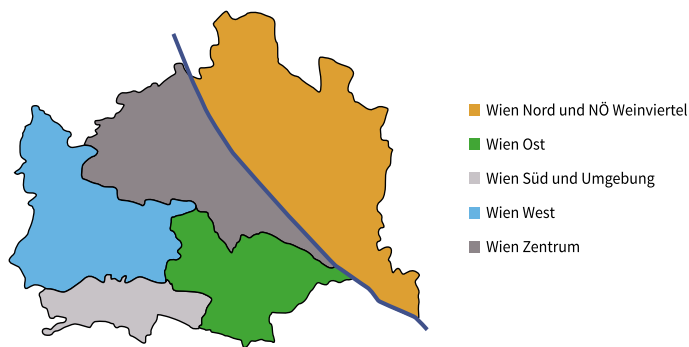 Wien Nord und NÖ Weinviertel
Wien Ost
Wien Süd und Umgebung
Wien West
Wien Zentrum